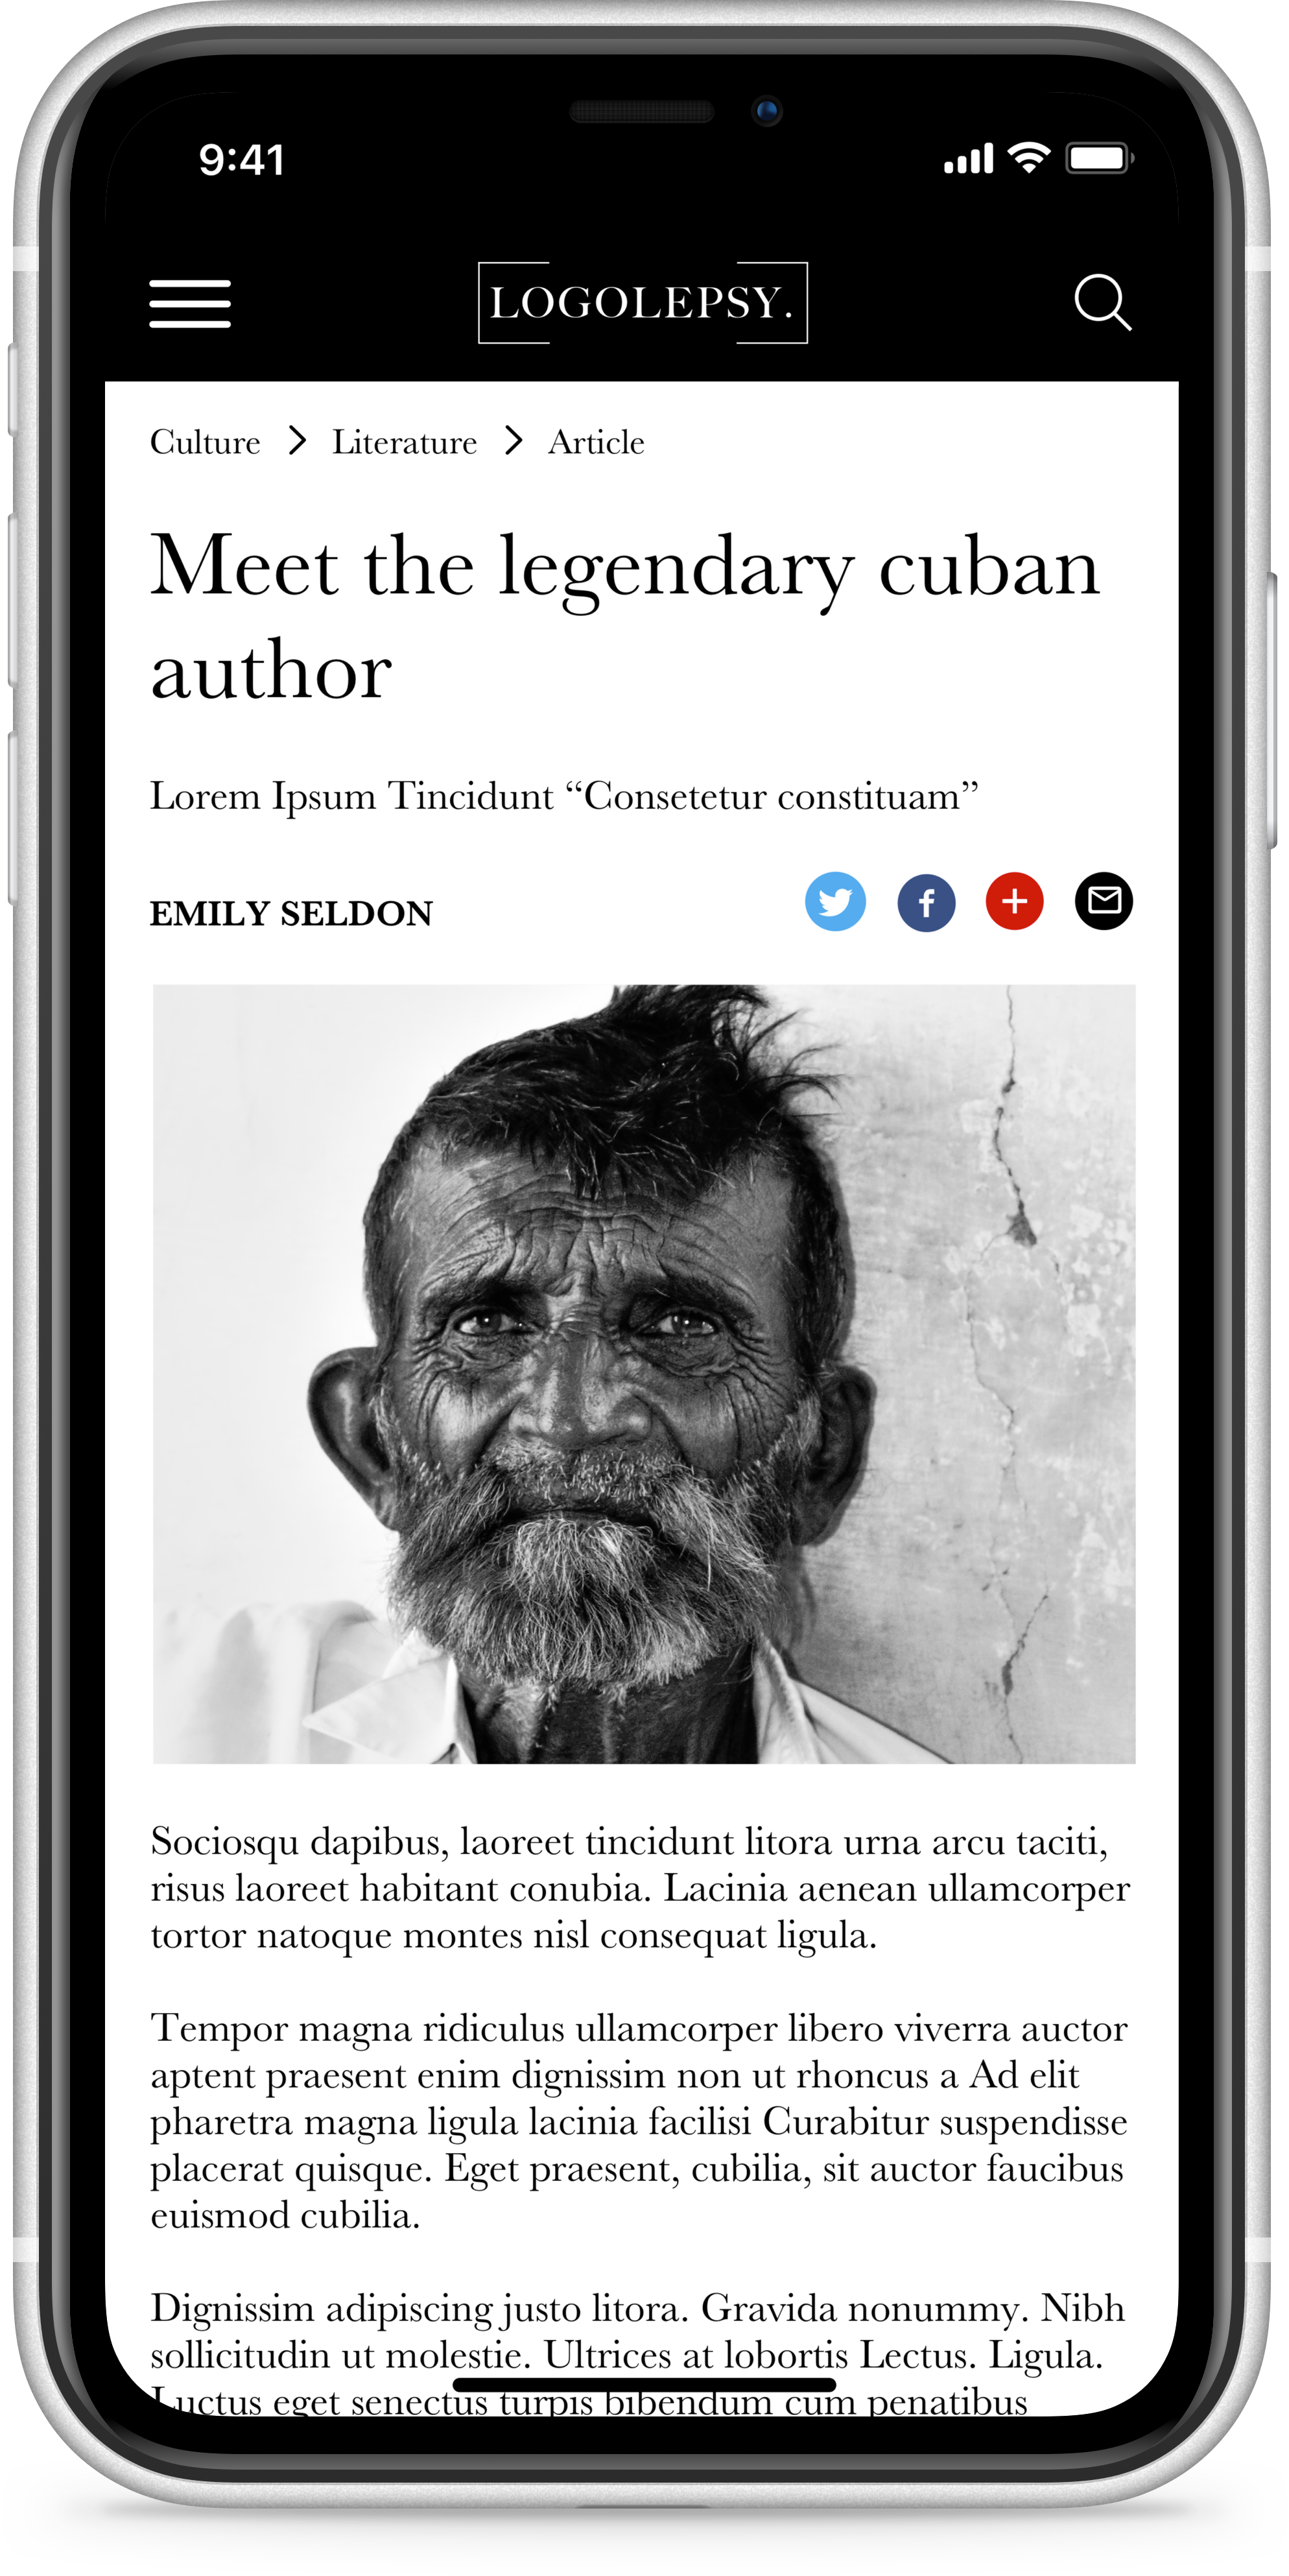 9:41
LOGOLEPSY.
Culture > Literature > Article
Meet the legendary cuban
author
Lorem Ipsum Tincidunt “Consetetur constituam”
EMILY SELDON
Sociosqu dapibus, laoreet tincidunt litora urna arcu taciti,
risus laoreet habitant conubia. Lacinia aenean ullamcorper
tortor natoque montes nisl consequat ligula.
Tempor magna ridiculus ullamcorper libero viverra auctor
aptent praesent enim dignissim non ut rhoncus a Ad elit
pharetra magna ligula lacinia facilisi Curabitur suspendisse
placerat quisque. Eget praesent, cubilia, sit auctor faucibus
euismod cubilia.
Dignissim adipiscing justo litora. Gravida nonummy. Nibh
sollicitudin ut molestie. Ultrices at lobortis Lectus. Ligula.
Luctus eget senectus turpis bibendum cum penatibus